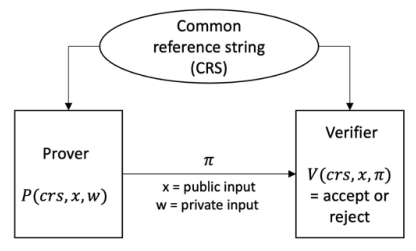 Common
reference string
(CRS)
Prover
P(crs, x, w)
π
x = public input
w = private input
Verifier
V(crs, x, π)
= accept or
reject